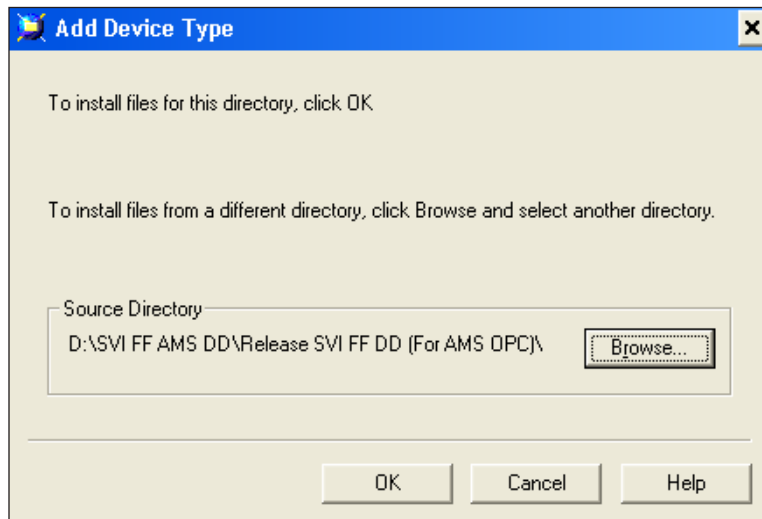 Add Device Type
To install files for this directory, click OK
To install files from a different directory, click Browse and select another directory.
Source Directory
D:\SVI FF AMS DD\Release SVI FF DD (For AMS OPC)\
Browse...
OK
Cancel
Help